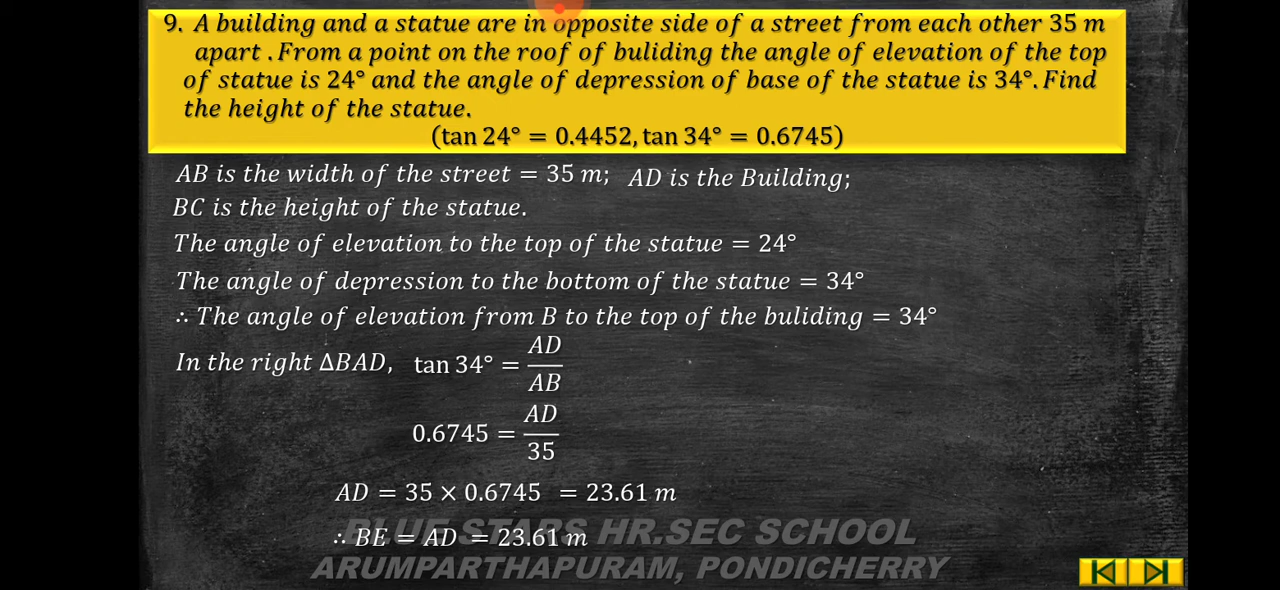 9. A building and a statue are in opposite side of a street from each other 35 m
apart . From a point on the roof of buliding the angle of elevation of the top
of statue is 24° and the angle of depression of base of the statue is 34°. Find
the height of the statue.
(tan 24° = 0.4452, tan 34° = 0.6745)
AB is the width of the street = 35 m; AD is the Building;
BC is the height of the statue.
The angle of elevation to the top of the statue = 24°
The angle of depression to the bottom of the statue = 34°
∴ The angle of elevation from B to the top of the buliding = 34°
In the right ΔBAD, tan 34° = AD/AB
0.6745 = AD/35
AD = 35 × 0.6745 = 23.61 m
∴ BE = AD = 23.61 m
BLUE STARS HR.SEC SCHOOL
ARUMPARTHAPURAM, PONDICHERRY